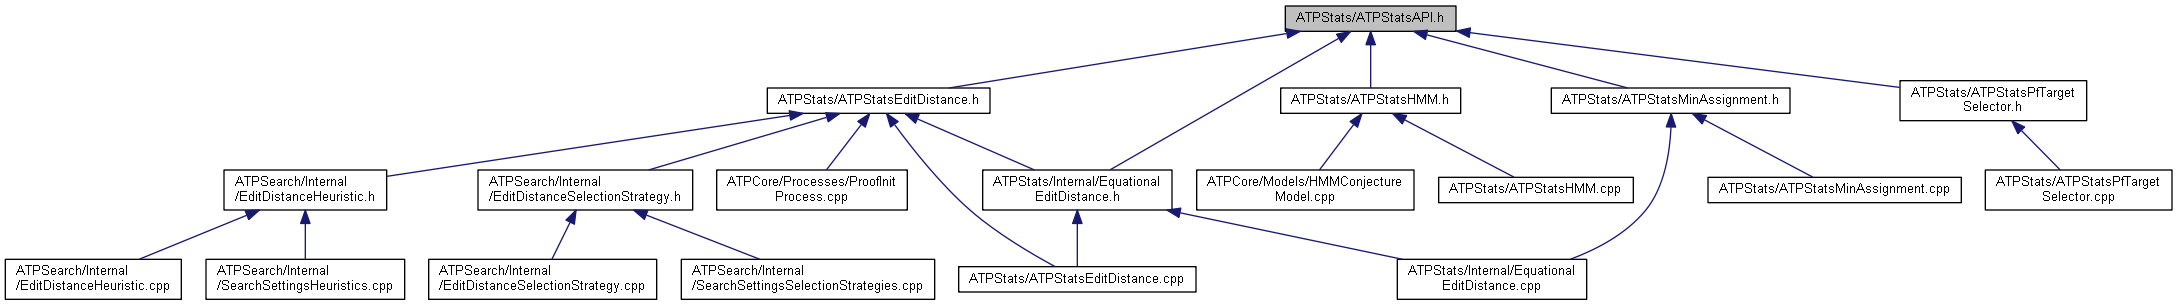 ATPStats/ATPStatsAPI.h
ATPStats/ATPStatsEditDistance.h
ATPStats/ATPStatsHMM.h
ATPStats/ATPStatsMinAssignment.h
ATPStats/ATPStatsPfTarget
Selector.h
ATPSearch/Internal
/EditDistanceHeuristic.h
ATPSearch/Internal
/EditDistanceSelectionStrategy.h
ATPCore/Processes/ProofInit
Process.cpp
ATPStats/Internal/Equational
EditDistance.h
ATPCore/Models/HMMConjecture
Model.cpp
ATPStats/ATPStatsHMM.cpp
ATPStats/ATPStatsMinAssignment.cpp
ATPStats/ATPStatsPfTarget
Selector.cpp
ATPSearch/Internal
/EditDistanceHeuristic.cpp
ATPSearch/Internal
/SearchSettingsHeuristics.cpp
ATPSearch/Internal
/EditDistanceSelectionStrategy.cpp
ATPSearch/Internal
/SearchSettingsSelectionStrategies.cpp
ATPStats/ATPStatsEditDistance.cpp
ATPStats/Internal/Equational
EditDistance.cpp